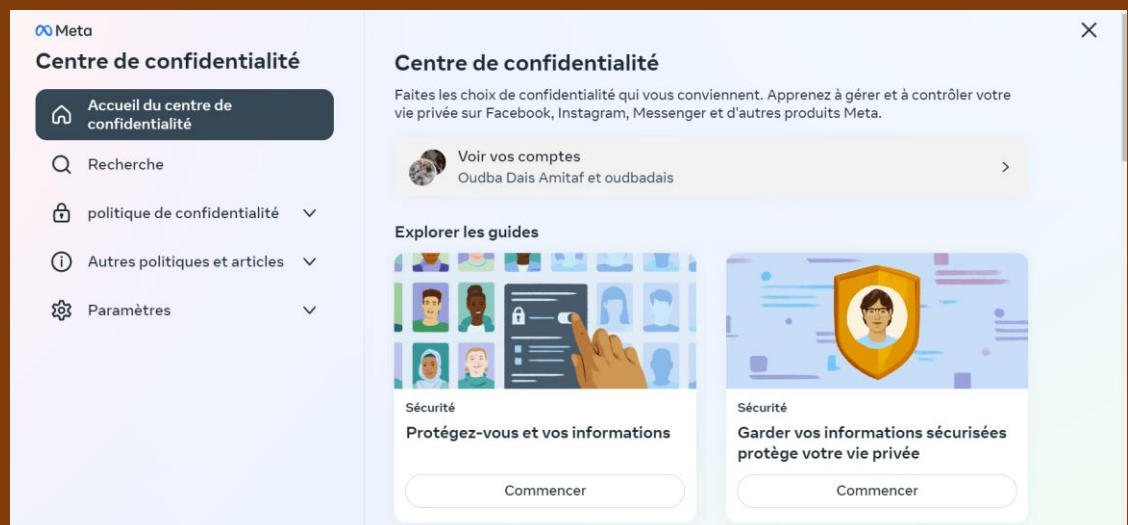 Meta
Centre de confidentialité
Accueil du centre de
confidentialité
Recherche
politique de confidentialité
Autres politiques et articles
Paramètres
Centre de confidentialité
Faites les choix de confidentialité qui vous conviennent. Apprenez à gérer et à contrôler votre
vie privée sur Facebook, Instagram, Messenger et d'autres produits Meta.
Voir vos comptes
Oudba Dais Amitaf et oudbadais
Explorer les guides
Sécurité
Protégez-vous et vos informations
Commencer
Sécurité
Garder vos informations sécurisées
protège votre vie privée
Commencer